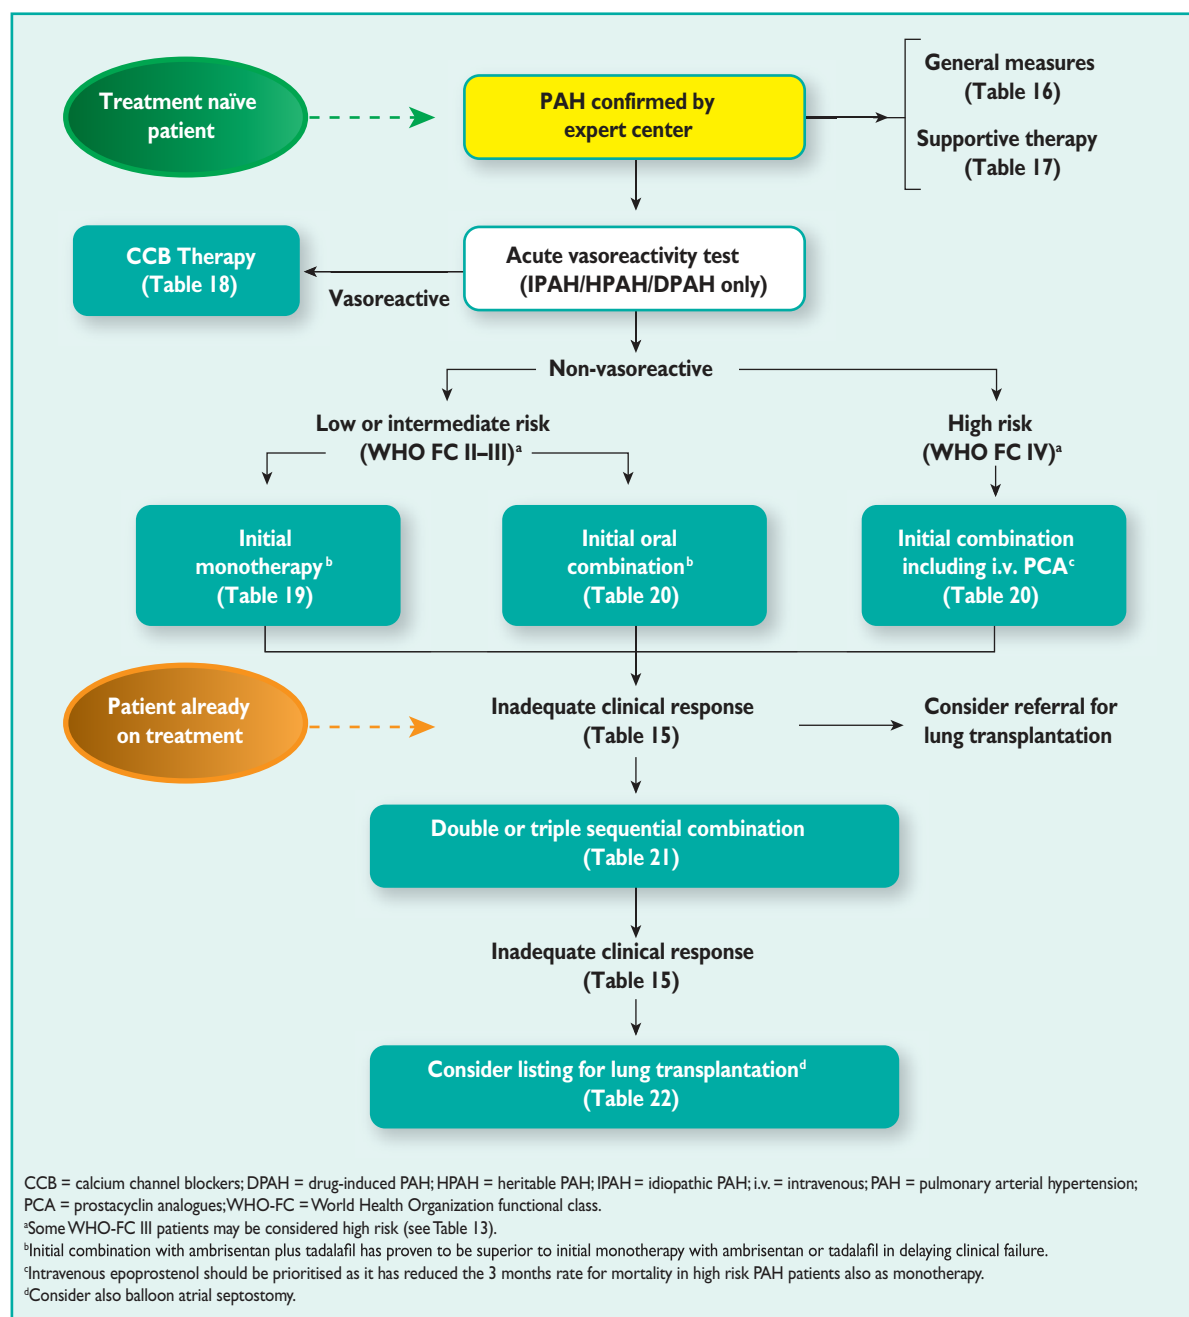 Treatment naïve
patient
PAH confirmed by
expert center
General measures
(Table 16)
Supportive therapy
(Table 17)
CCB Therapy
(Table 18)
Vasoreactive
Acute vasoreactivity test
(IPAH/HPAH/DPAH only)
Non-vasoreactive
Low or intermediate risk
(WHO FC II–III)ᵃ
High risk
(WHO FC IV)ᵃ
Initial
monotherapyᵇ
(Table 19)
Initial oral
combinationᵇ
(Table 20)
Initial combination
including i.v. PCAᶜ
(Table 20)
Patient already
on treatment
Inadequate clinical response
(Table 15)
Consider referral for
lung transplantation
Double or triple sequential combination
(Table 21)
Inadequate clinical response
(Table 15)
Consider listing for lung transplantationᵈ
(Table 22)
CCB = calcium channel blockers; DPAH = drug-induced PAH; HPAH = heritable PAH; IPAH = idiopathic PAH; i.v. = intravenous; PAH = pulmonary arterial hypertension;
PCA = prostacyclin analogues; WHO-FC = World Health Organization functional class.
ᵃSome WHO-FC III patients may be considered high risk (see Table 13).
ᵇInitial combination with ambrisentan plus tadalafil has proven to be superior to initial monotherapy with ambrisentan or tadalafil in delaying clinical failure.
ᶜIntravenous epoprostenol should be prioritised as it has reduced the 3 months rate for mortality in high risk PAH patients also as monotherapy.
ᵈConsider also balloon atrial septostomy.